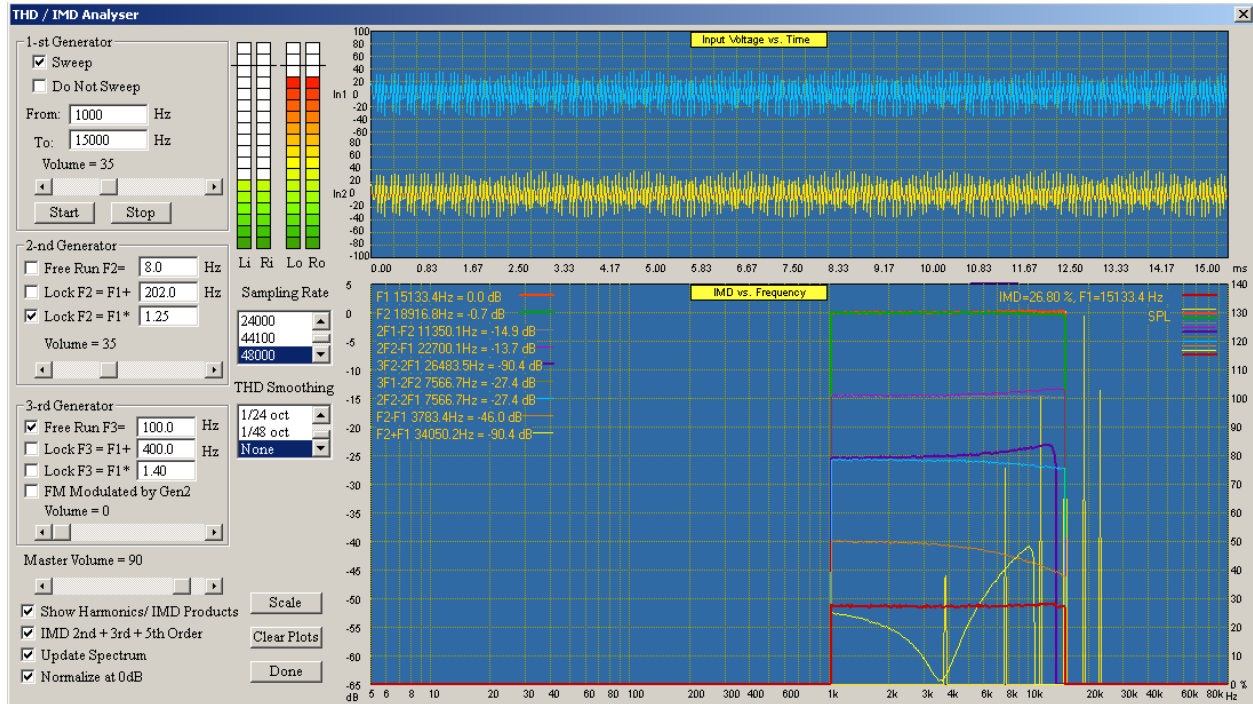 THD / IMD Analyser
1-st Generator
Sweep
Do Not Sweep
From: 1000 Hz
To: 15000 Hz
Volume = 35
Start Stop
2-nd Generator
Free Run F2= 8.0 Hz
Lock F2 = F1+ 202.0 Hz
Lock F2 = F1* 1.25
Volume = 35
3-rd Generator
Free Run F3= 100.0 Hz
Lock F3 = F1+ 400.0 Hz
Lock F3 = F1* 1.40
FM Modulated by Gen2
Volume = 0
Master Volume = 90
Show Harmonics/ IMD Products
IMD 2nd + 3rd + 5th Order
Update Spectrum
Normalize at 0dB
Li Ri Lo Ro
Sampling Rate
24000
44100
48000
THD Smoothing
1/24 oct
1/48 oct
None
Scale
Clear Plots
Done
Input Voltage vs. Time
100
80
60
40
20
In1 0
-20
-40
-60
80
60
40
20
In2 0
-20
-40
-60
-80
-100
0.00 0.83 1.67 2.50 3.33 4.17 5.00 5.83 6.67 7.50 8.33 9.17 10.00 10.83 11.67 12.50 13.33 14.17 15.00 ms
IMD vs. Frequency
F1 15133.4Hz = 0.0 dB
F2 18916.8Hz = -0.7 dB
2F1-F2 11350.1Hz = -14.9 dB
2F2-F1 22700.1Hz = -13.7 dB
3F2-2F1 26483.5Hz = -90.4 dB
3F1-2F2 7566.7Hz = -27.4 dB
2F2-2F1 7566.7Hz = -27.4 dB
F2-F1 3783.4Hz = -46.0 dB
F2+F1 34050.2Hz = -90.4 dB
IMD=26.80 %, F1=15133.4 Hz
SPL
5
0
-5
-10
-15
-20
-25
-30
-35
-40
-45
-50
-55
-60
-65
dB
140
130
120
110
100
90
80
70
60
50
40
30
20
10
0 %
5 6 8 10 20 30 40 60 80 100 200 300 400 600 1k 2k 3k 4k 6k 8k 10k 20k 30k 40k 60k 80k Hz